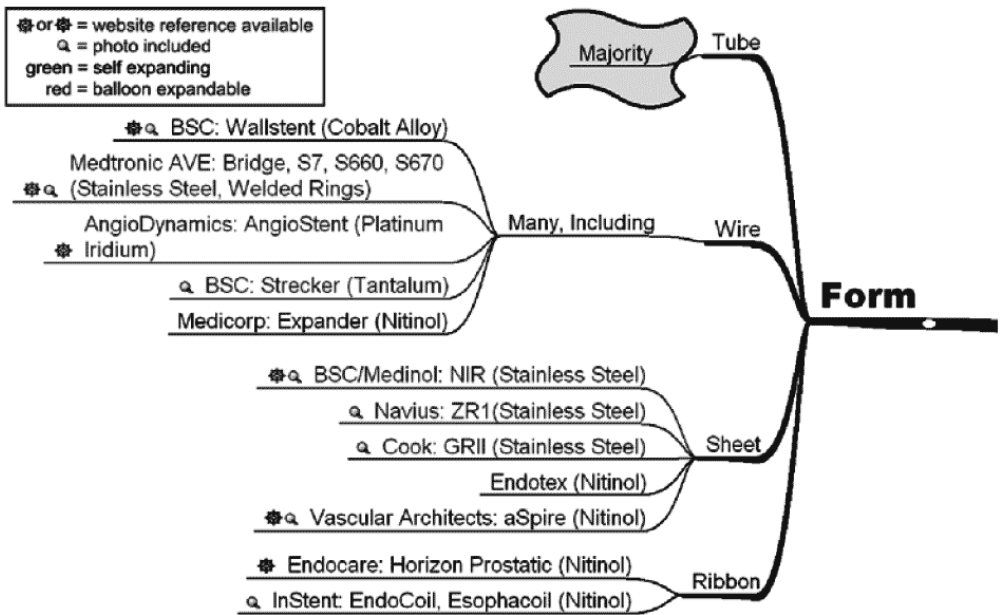 or = website reference available
= photo included
green = self expanding
red = balloon expandable
Majority
Tube
BSC: Wallstent (Cobalt Alloy)
Medtronic AVE: Bridge, S7, S660, S670
(Stainless Steel, Welded Rings)
AngioDynamics: AngioStent (Platinum
Iridium)
BSC: Strecker (Tantalum)
Medicorp: Expander (Nitinol)
Many, Including
Wire
Form
BSC/Medinol: NIR (Stainless Steel)
Navius: ZR1(Stainless Steel)
Cook: GRII (Stainless Steel)
Endotex (Nitinol)
Vascular Architects: aSpire (Nitinol)
Sheet
Endocare: Horizon Prostatic (Nitinol)
InStent: EndoCoil, Esophacoil (Nitinol)
Ribbon